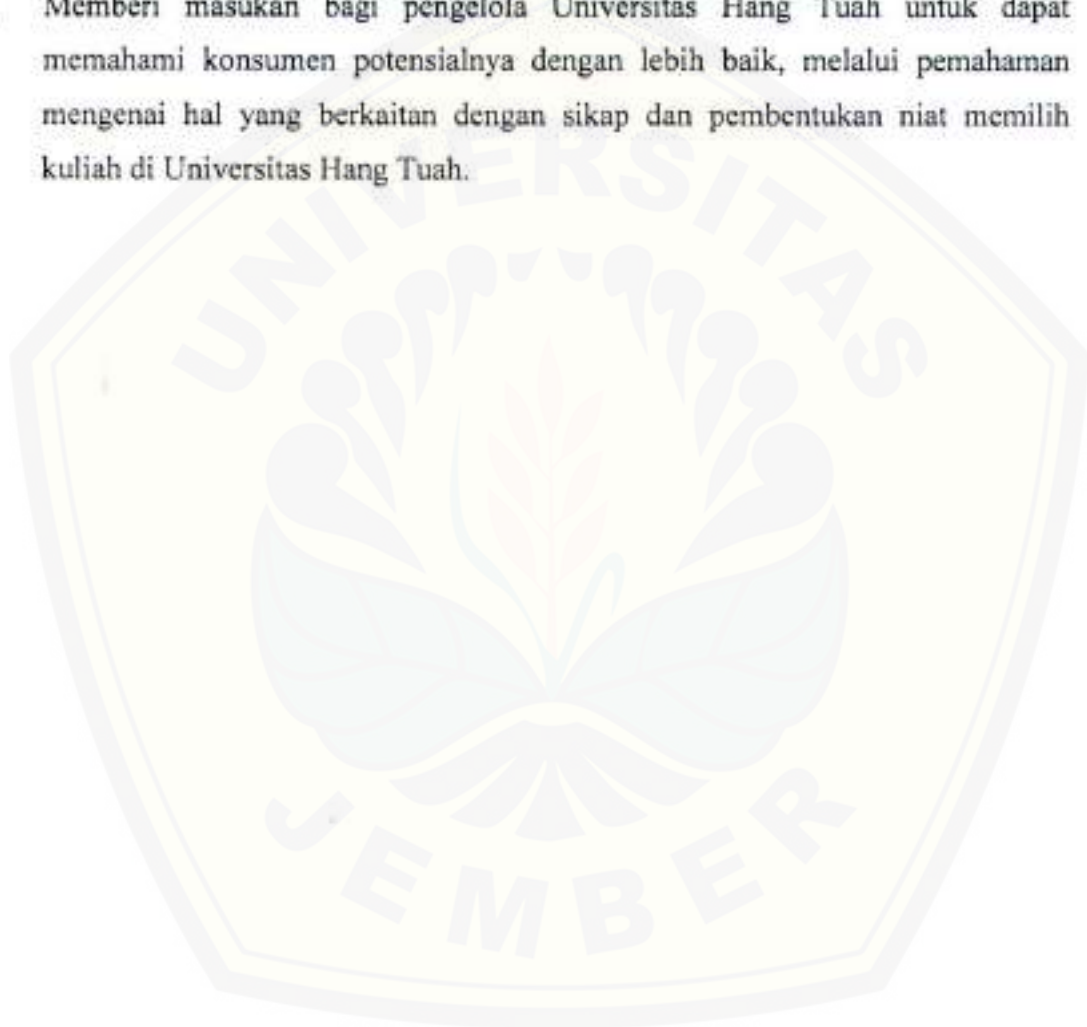 Memberi masukan bagi pengelola Universitas Hang Tuah untuk dapat
memahami konsumen potensialnya dengan lebih baik, melalui pemahaman
mengenai hal yang berkaitan dengan sikap dan pembentukan niat memilih
kuliah di Universitas Hang Tuah.
UNIVERSITAS
JEMBER